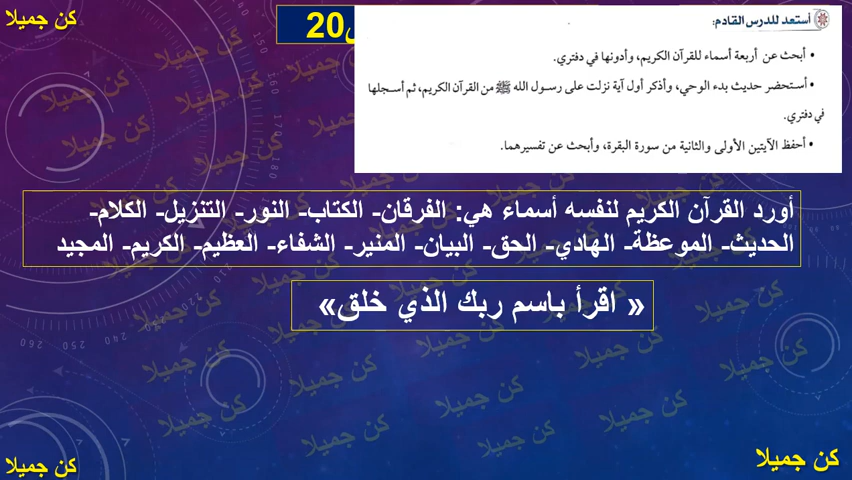 كن جميلا
20
أستعد للدرس القادم:
• أبحث عن أربعة أسماء للقرآن الكريم، وأدونها في دفتري.
• أستحضر حديث بدء الوحي، وأذكر أول آية نزلت على رسول الله ﷺ من القرآن الكريم، ثم أسجلها
في دفتري.
• أحفظ الآيتين الأولى والثانية من سورة البقرة، وأبحث عن تفسيرهما.
أورد القرآن الكريم لنفسه أسماء هي: الفرقان- الكتاب- النور- التنزيل- الكلام-
الحديث- الموعظة- الهادي- الحق- البيان- المنير- الشفاء- العظيم- الكريم- المجيد
« اقرأ باسم ربك الذي خلق»
كن جميلا
كن جميلا